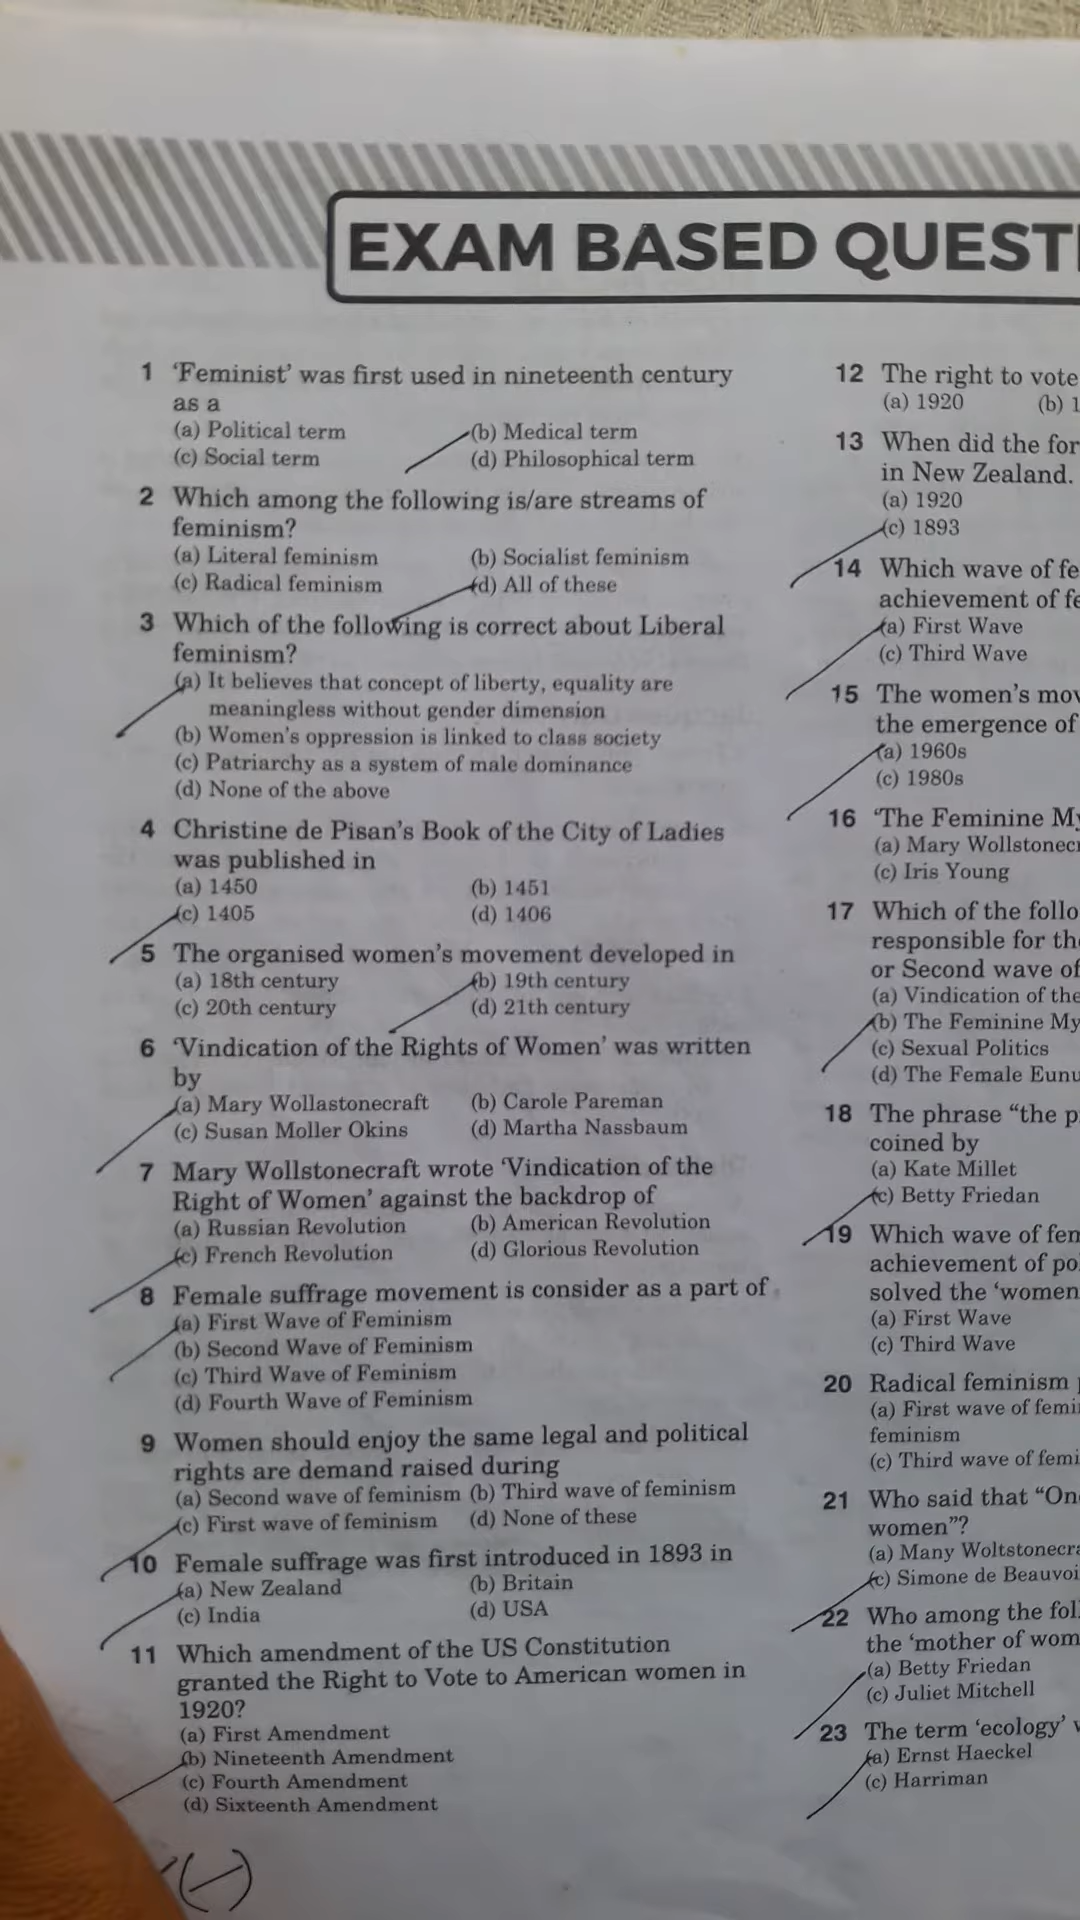 EXAM BASED QUESTI
1 ‘Feminist’ was first used in nineteenth century
as a
(a) Political term (b) Medical term
(c) Social term (d) Philosophical term
2 Which among the following is/are streams of
feminism?
(a) Literal feminism (b) Socialist feminism
(c) Radical feminism (d) All of these
3 Which of the following is correct about Liberal
feminism?
(a) It believes that concept of liberty, equality are
meaningless without gender dimension
(b) Women's oppression is linked to class society
(c) Patriarchy as a system of male dominance
(d) None of the above
4 Christine de Pisan's Book of the City of Ladies
was published in
(a) 1450 (b) 1451
(c) 1405 (d) 1406
5 The organised women's movement developed in
(a) 18th century (b) 19th century
(c) 20th century (d) 21th century
6 ‘Vindication of the Rights of Women’ was written
by
(a) Mary Wollastonecraft (b) Carole Pareman
(c) Susan Moller Okins (d) Martha Nassbaum
7 Mary Wollstonecraft wrote ‘Vindication of the
Right of Women’ against the backdrop of
(a) Russian Revolution (b) American Revolution
(c) French Revolution (d) Glorious Revolution
8 Female suffrage movement is consider as a part of
(a) First Wave of Feminism
(b) Second Wave of Feminism
(c) Third Wave of Feminism
(d) Fourth Wave of Feminism
9 Women should enjoy the same legal and political
rights are demand raised during
(a) Second wave of feminism (b) Third wave of feminism
(c) First wave of feminism (d) None of these
10 Female suffrage was first introduced in 1893 in
(a) New Zealand (b) Britain
(c) India (d) USA
11 Which amendment of the US Constitution
granted the Right to Vote to American women in
1920?
(a) First Amendment
(b) Nineteenth Amendment
(c) Fourth Amendment
(d) Sixteenth Amendment
12 The right to vote
(a) 1920 (b) 1
13 When did the for
in New Zealand.
(a) 1920
(c) 1893
14 Which wave of fe
achievement of fe
(a) First Wave
(c) Third Wave
15 The women's mov
the emergence of
(a) 1960s
(c) 1980s
16 ‘The Feminine My
(a) Mary Wollstonecr
(c) Iris Young
17 Which of the follo
responsible for the
or Second wave of
(a) Vindication of the
(b) The Feminine My
(c) Sexual Politics
(d) The Female Eunu
18 The phrase “the p
coined by
(a) Kate Millet
(c) Betty Friedan
19 Which wave of fem
achievement of po
solved the ‘women
(a) First Wave
(c) Third Wave
20 Radical feminism
(a) First wave of femi
feminism
(c) Third wave of femi
21 Who said that “One
women”?
(a) Many Woltstonecra
(c) Simone de Beauvoi
22 Who among the fol
the ‘mother of wom
(a) Betty Friedan
(c) Juliet Mitchell
23 The term ‘ecology’
(a) Ernst Haeckel
(c) Harriman